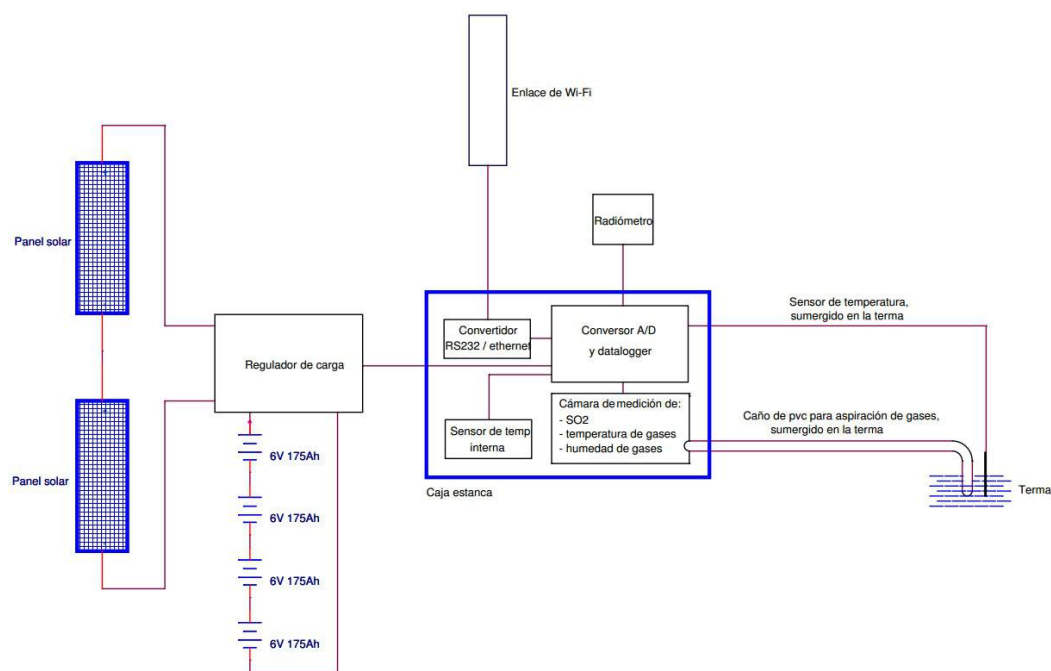 Enlace de Wi-Fi
Radiómetro
Panel solar
Sensor de temperatura,
sumergido en la terma
Convertidor
RS232 / ethernet
Conversor A/D
y datalogger
Regulador de carga
Cámara de medición de:
- SO2
- temperatura de gases
- humedad de gases
Sensor de temp
interna
Caño de pvc para aspiración de gases,
sumergido en la terma
6V 175Ah
Panel solar
Caja estanca
Terma
6V 175Ah
6V 175Ah
6V 175Ah